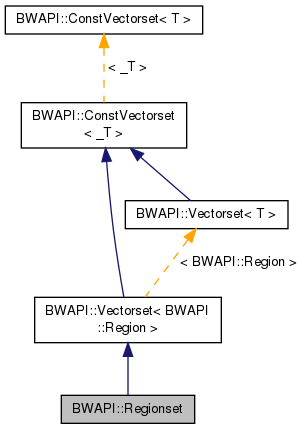 BWAPI::ConstVectorset< T >
< _T >
BWAPI::ConstVectorset
< _T >
BWAPI::Vectorset< T >
< BWAPI::Region >
BWAPI::Vectorset< BWAPI
::Region >
BWAPI::Regionset